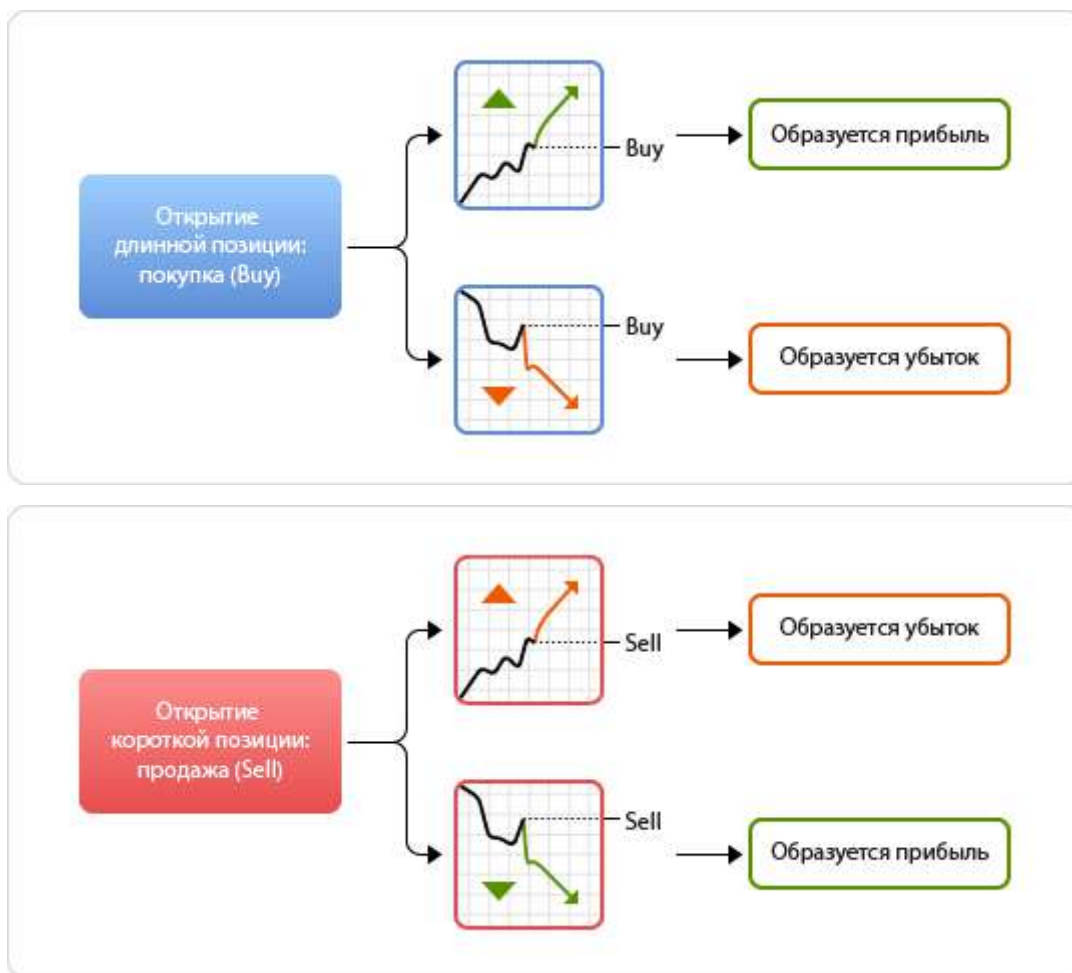 Открытие
длинной позиции:
покупка (Buy)
Buy
Образуется прибыль
Buy
Образуется убыток
Открытие
короткой позиции:
продажа (Sell)
Sell
Образуется убыток
Sell
Образуется прибыль